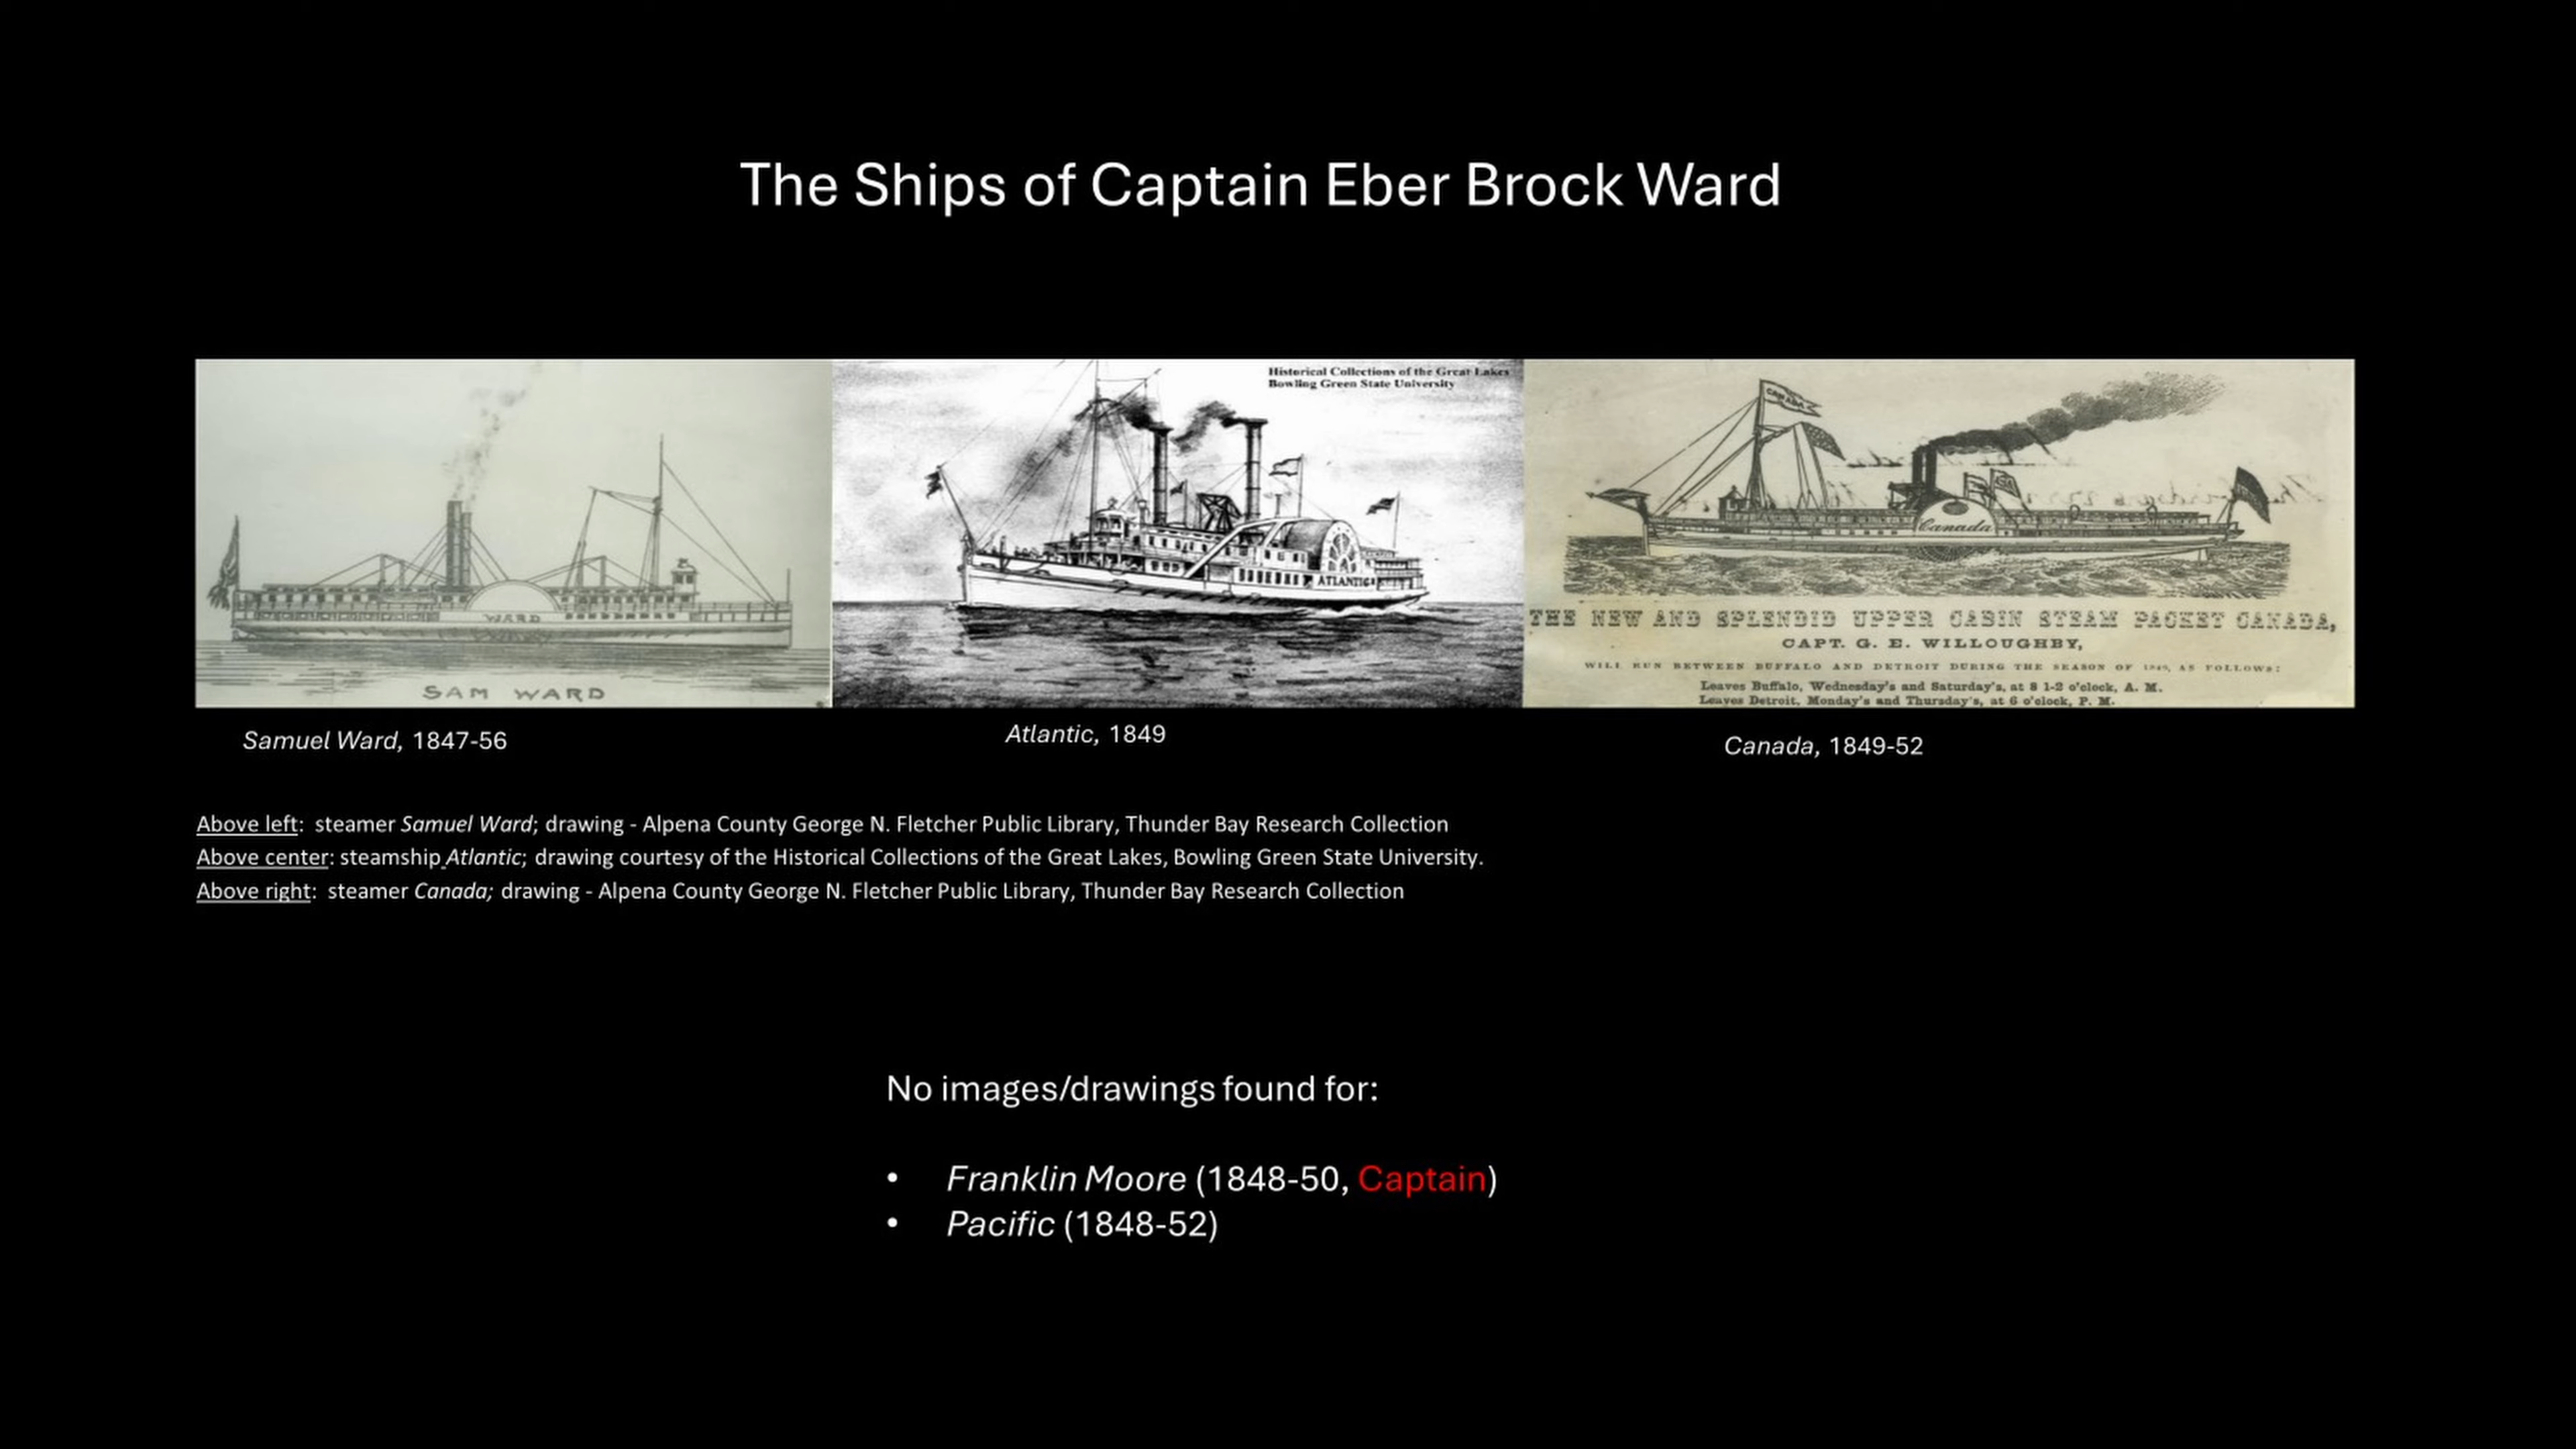 The Ships of Captain Eber Brock Ward
Historical Collections of the Great Lakes
Bowling Green State University
CANADA
WARD
SAM WARD
ATLANTIC
Canada
THE NEW AND SPLENDID UPPER CABIN STEAM PACKET CANADA,
CAPT. G. E. WILLOUGHBY,
WILL RUN BETWEEN BUFFALO AND DETROIT DURING THE SEASON OF 1849, AS FOLLOWS:
Leaves Buffalo, Wednesday's and Saturday's, at 8 1-2 o'clock, A. M.
Leaves Detroit, Monday's and Thursday's, at 6 o'clock, P. M.
Samuel Ward, 1847-56
Atlantic, 1849
Canada, 1849-52
Above left: steamer Samuel Ward; drawing - Alpena County George N. Fletcher Public Library, Thunder Bay Research Collection
Above center: steamship Atlantic; drawing courtesy of the Historical Collections of the Great Lakes, Bowling Green State University.
Above right: steamer Canada; drawing - Alpena County George N. Fletcher Public Library, Thunder Bay Research Collection
No images/drawings found for:
• Franklin Moore (1848-50, Captain)
• Pacific (1848-52)